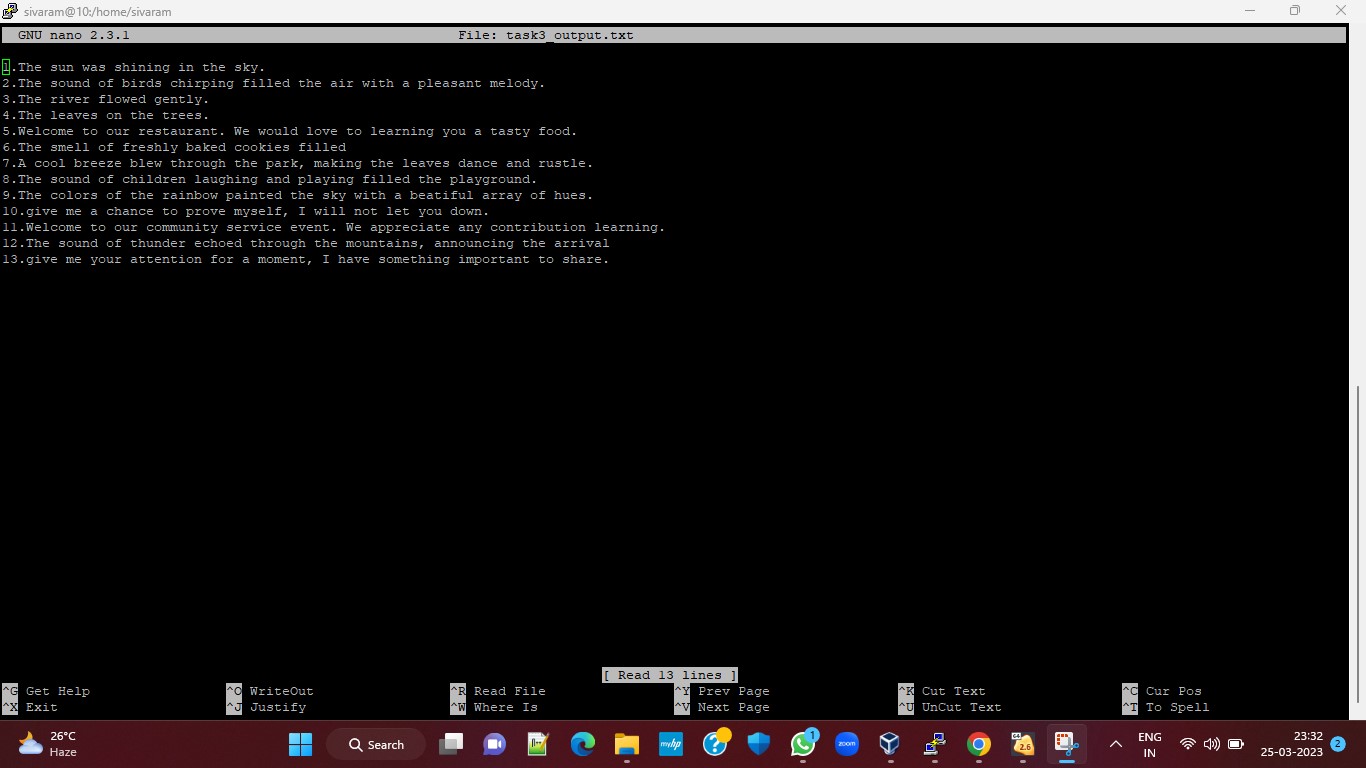 sivaram@10:/home/sivaram
GNU nano 2.3.1 File: task3_output.txt
1.The sun was shining in the sky.
2.The sound of birds chirping filled the air with a pleasant melody.
3.The river flowed gently.
4.The leaves on the trees.
5.Welcome to our restaurant. We would love to learning you a tasty food.
6.The smell of freshly baked cookies filled
7.A cool breeze blew through the park, making the leaves dance and rustle.
8.The sound of children laughing and playing filled the playground.
9.The colors of the rainbow painted the sky with a beatiful array of hues.
10.give me a chance to prove myself, I will not let you down.
11.Welcome to our community service event. We appreciate any contribution learning.
12.The sound of thunder echoed through the mountains, announcing the arrival
13.give me your attention for a moment, I have something important to share.
[ Read 13 lines ]
^G Get Help ^O WriteOut ^R Read File ^Y Prev Page ^K Cut Text ^C Cur Pos
^X Exit ^J Justify ^W Where Is ^V Next Page ^U UnCut Text ^T To Spell
26°C
Haze
Search
myhp
1
zoom
64
2.6
ENG
IN
23:32
25-03-2023
2